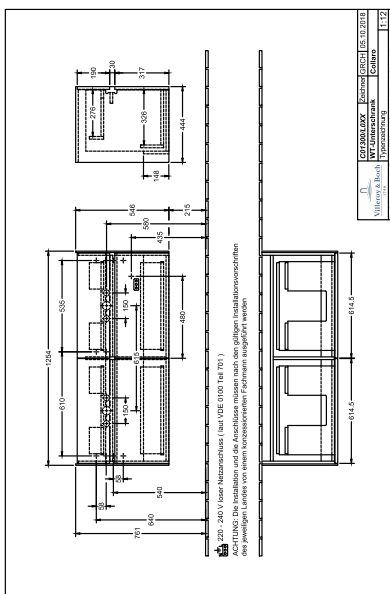 190
30
317
276
326
148
444
546
215
580
435
1254
535
610
150
150
615
480
58
58
540
640
761
220 - 240 V loser Netzanschluss ( laut VDE 0100 Teil 701 )
ACHTUNG: Die Installation und die Anschlüsse müssen nach den gültigen Installationsvorschriften
des jeweiligen Landes von einem konzessionierten Fachmann ausgeführt werden
614.5
614.5
Villeroy & Boch
1748
C01300/L0XX
Zeichner
GRCH
05.10.2018
WT-Unterschrank
Collaro
Typenzeichnung
1:12